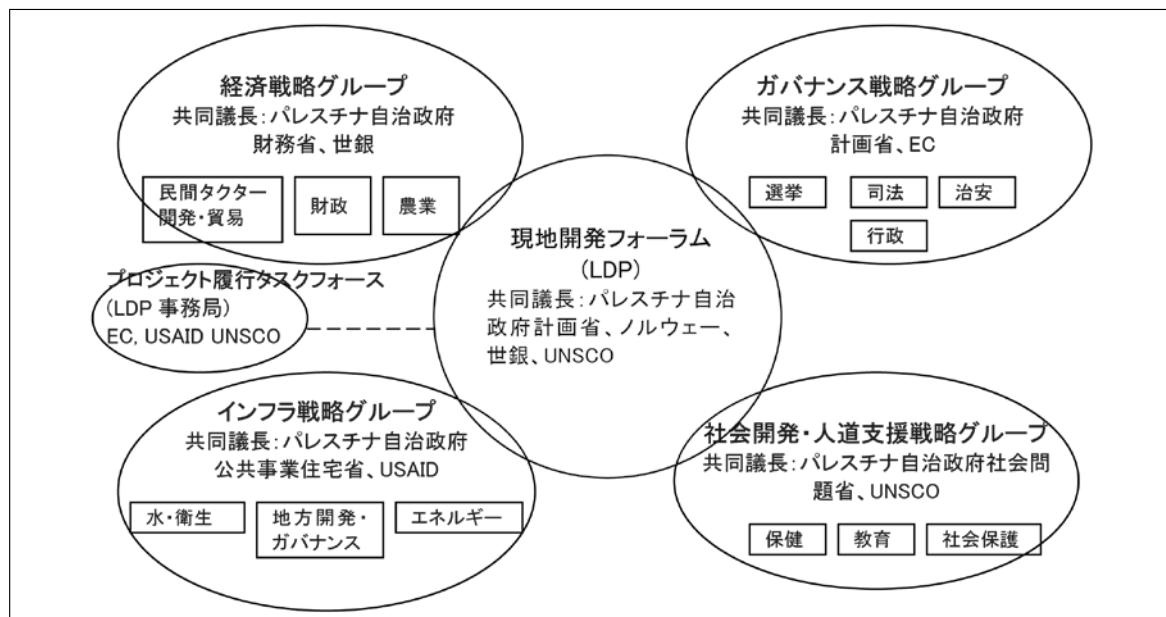 経済戦略グループ
共同議長：パレスチナ自治政府
財務省、世銀
民間タクター
開発・貿易
財政
農業
ガバナンス戦略グループ
共同議長：パレスチナ自治政府
計画省、EC
選挙
司法
治安
行政
現地開発フォーラム
(LDP)
共同議長：パレスチナ自治
政府計画省、ノルウェー、
世銀、UNSCO
プロジェクト履行タスクフォース
(LDP 事務局)
EC, USAID UNSCO
インフラ戦略グループ
共同議長：パレスチナ自治政府
公共事業住宅省、USAID
水・衛生
地方開発・
ガバナンス
エネルギー
社会開発・人道支援戦略グループ
共同議長：パレスチナ自治政府社会問
題省、UNSCO
保健
教育
社会保護